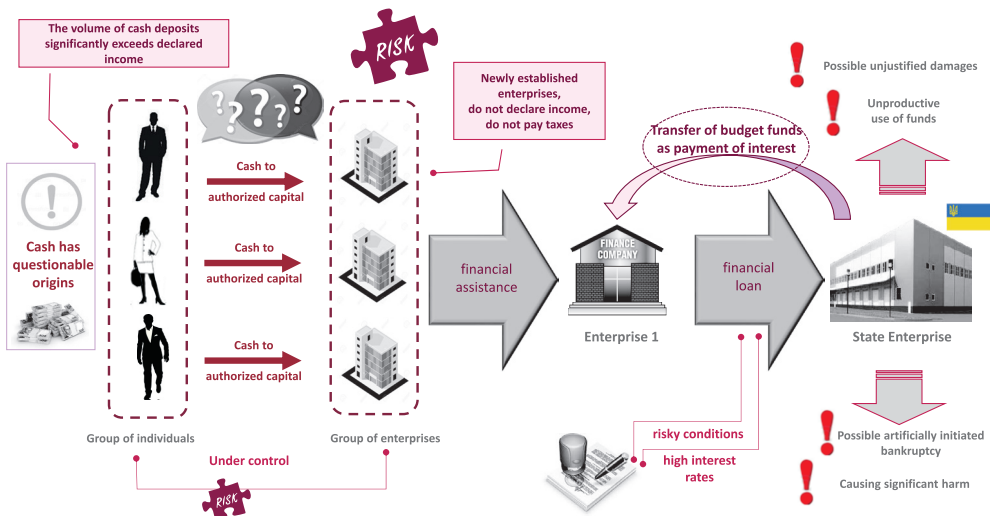 The volume of cash deposits
significantly exceeds declared
income
RISK
Newly established
enterprises,
do not declare income,
do not pay taxes
Possible unjustified damages
Unproductive
use of funds
Transfer of budget funds
as payment of interest
Cash has
questionable
origins
Cash to
authorized capital
Cash to
authorized capital
Cash to
authorized capital
financial
assistance
FINANCE
COMPANY
Enterprise 1
financial
loan
State Enterprise
Group of individuals
Group of enterprises
Under control
RISK
risky conditions
high interest
rates
Possible artificially initiated
bankruptcy
Causing significant harm